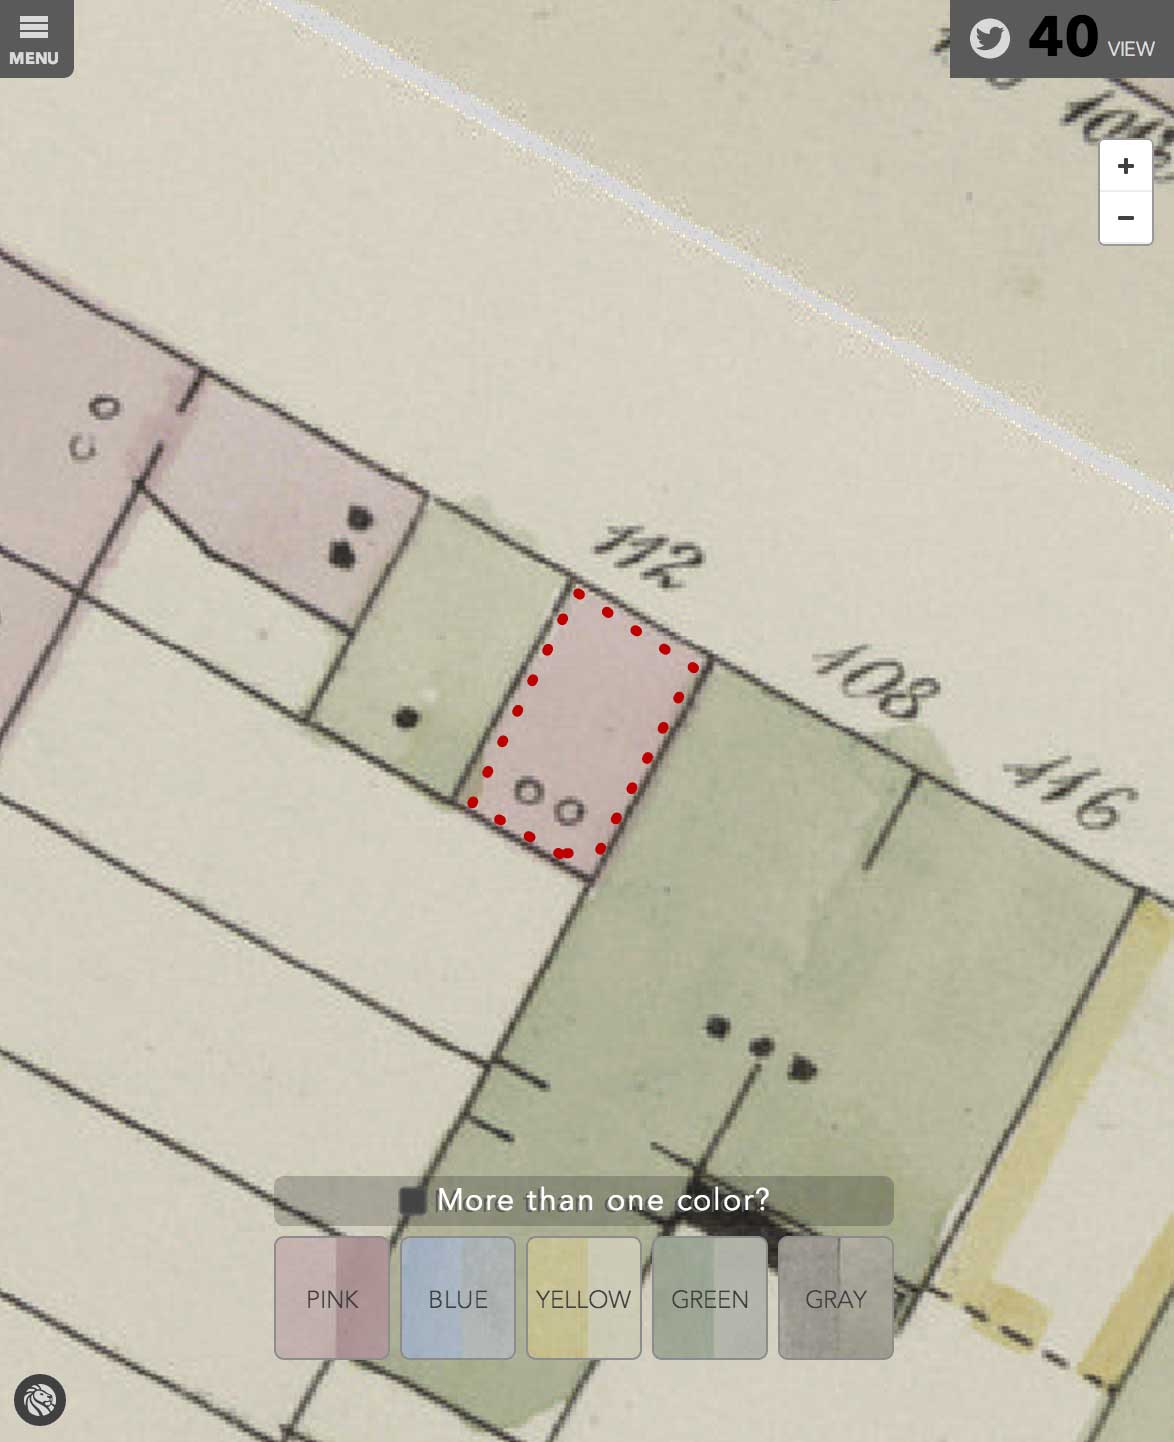 MENU
40 VIEW
+
−
112
108
116
More than one color?
PINK
BLUE
YELLOW
GREEN
GRAY